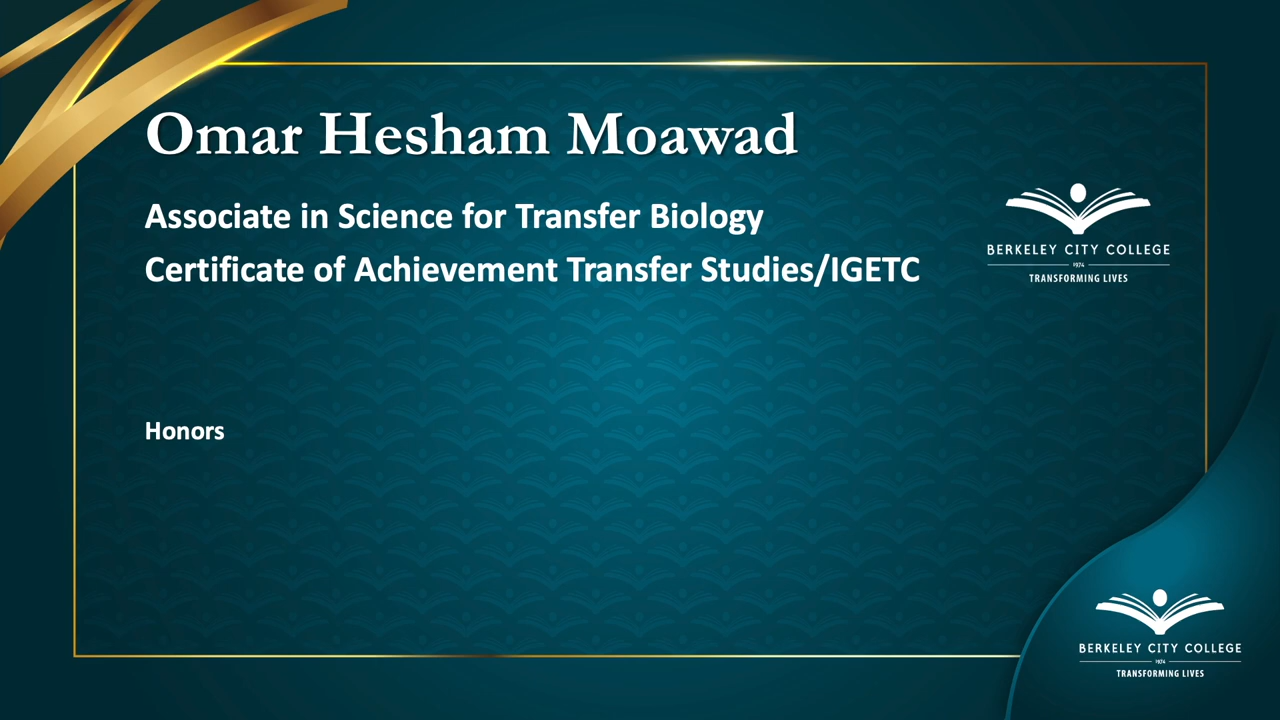 Omar Hesham Moawad
Associate in Science for Transfer Biology
Certificate of Achievement Transfer Studies/IGETC
BERKELEY CITY COLLEGE
1974
TRANSFORMING LIVES
Honors
BERKELEY CITY COLLEGE
1974
TRANSFORMING LIVES